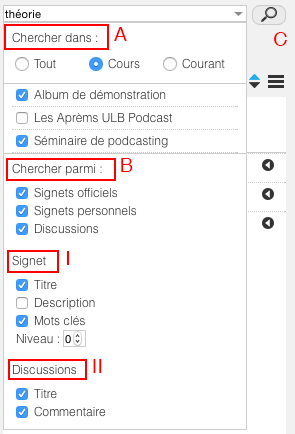 théorie
Chercher dans : A
C
Tout Cours Courant
Album de démonstration
Les Aprèms ULB Podcast
Séminaire de podcasting
Chercher parmi : B
Signets officiels
Signets personnels
Discussions
Signet I
Titre
Description
Mots clés
Niveau : 0
Discussions II
Titre
Commentaire